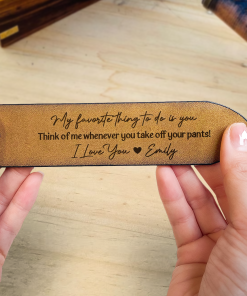 My favorite thing to do is you
Think of me whenever you take off your pants!
I Love You ♥ Emily